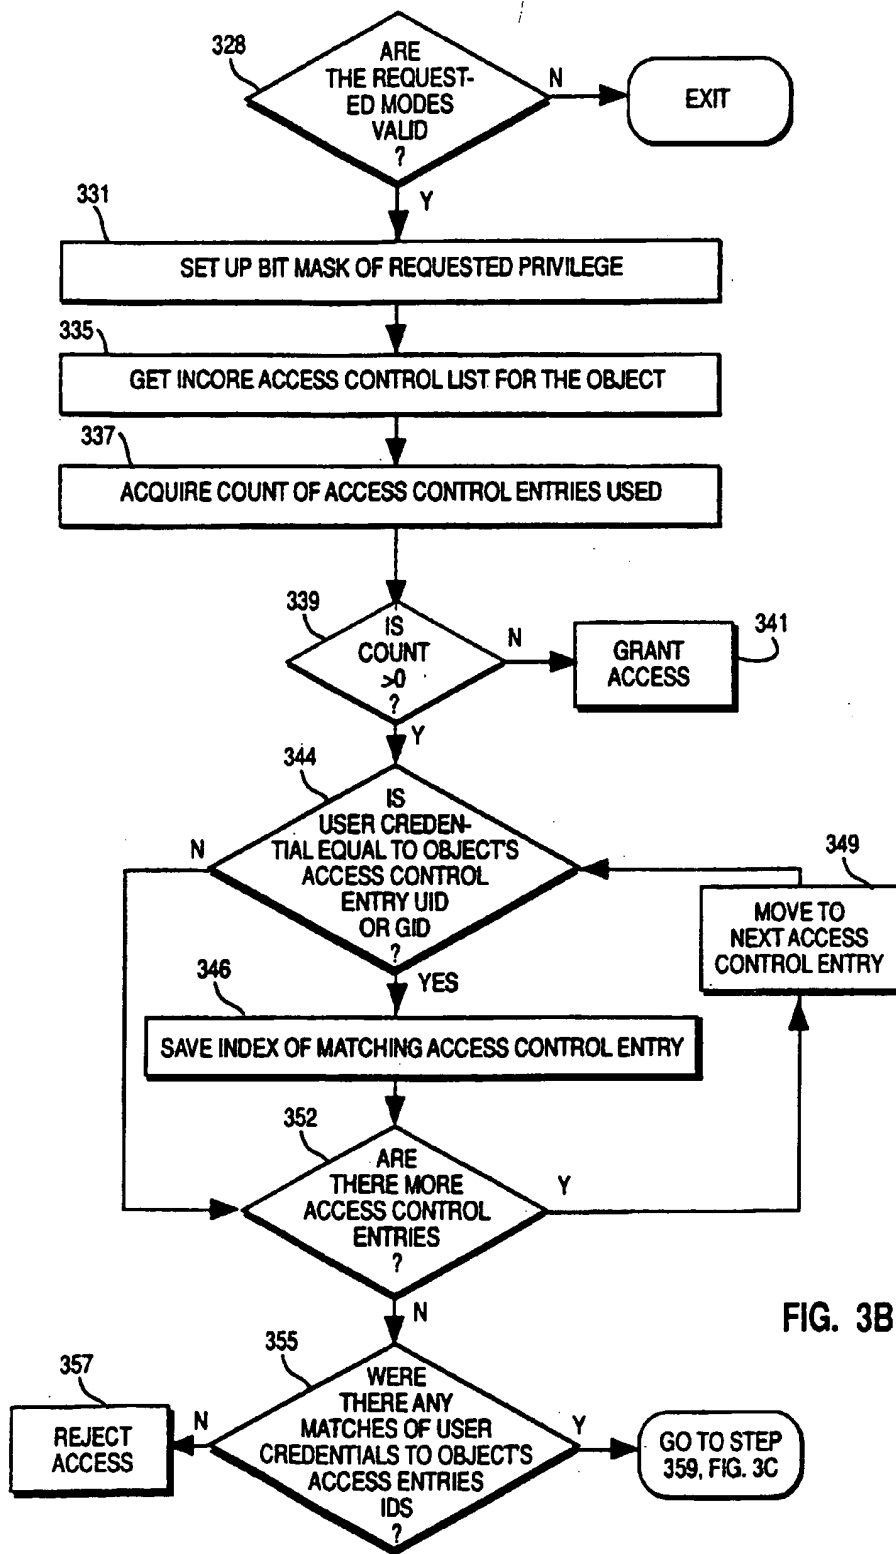 328
ARE
THE REQUEST-
ED MODES
VALID
?
N
EXIT
Y
331
SET UP BIT MASK OF REQUESTED PRIVILEGE
335
GET INCORE ACCESS CONTROL LIST FOR THE OBJECT
337
ACQUIRE COUNT OF ACCESS CONTROL ENTRIES USED
339
IS
COUNT
>0
?
N
GRANT
ACCESS
341
Y
344
IS
USER CREDEN-
TIAL EQUAL TO OBJECT'S
ACCESS CONTROL
ENTRY UID
OR GID
?
N
349
MOVE TO
NEXT ACCESS
CONTROL ENTRY
YES
346
SAVE INDEX OF MATCHING ACCESS CONTROL ENTRY
352
ARE
THERE MORE
ACCESS CONTROL
ENTRIES
?
Y
N
FIG. 3B
355
WERE
THERE ANY
MATCHES OF USER
CREDENTIALS TO OBJECT'S
ACCESS ENTRIES
IDS
?
357
N
REJECT
ACCESS
Y
GO TO STEP
359, FIG. 3C